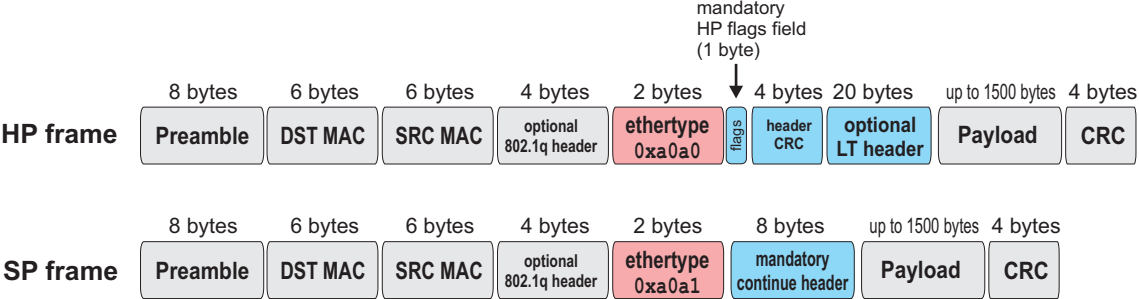 mandatory
HP flags field
(1 byte)
8 bytes 6 bytes 6 bytes 4 bytes 2 bytes 4 bytes 20 bytes up to 1500 bytes 4 bytes
HP frame Preamble DST MAC SRC MAC optional 802.1q header ethertype 0xa0a0 flags header CRC optional LT header Payload CRC
8 bytes 6 bytes 6 bytes 4 bytes 2 bytes 8 bytes up to 1500 bytes 4 bytes
SP frame Preamble DST MAC SRC MAC optional 802.1q header ethertype 0xa0a1 mandatory continue header Payload CRC